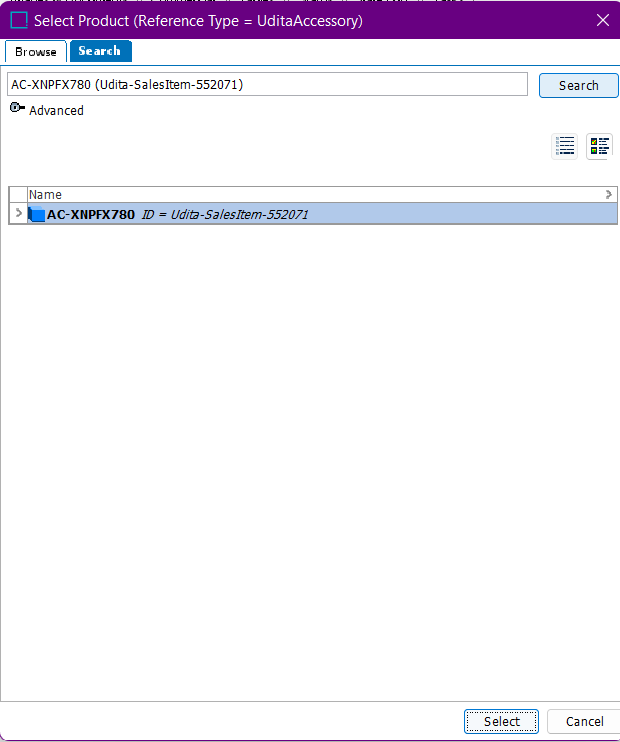 Select Product (Reference Type = UditaAccessory)
Browse
Search
AC-XNPFX780 (Udita-SalesItem-552071)
Search
Advanced
Name
AC-XNPFX780 ID = Udita-SalesItem-552071
Select
Cancel